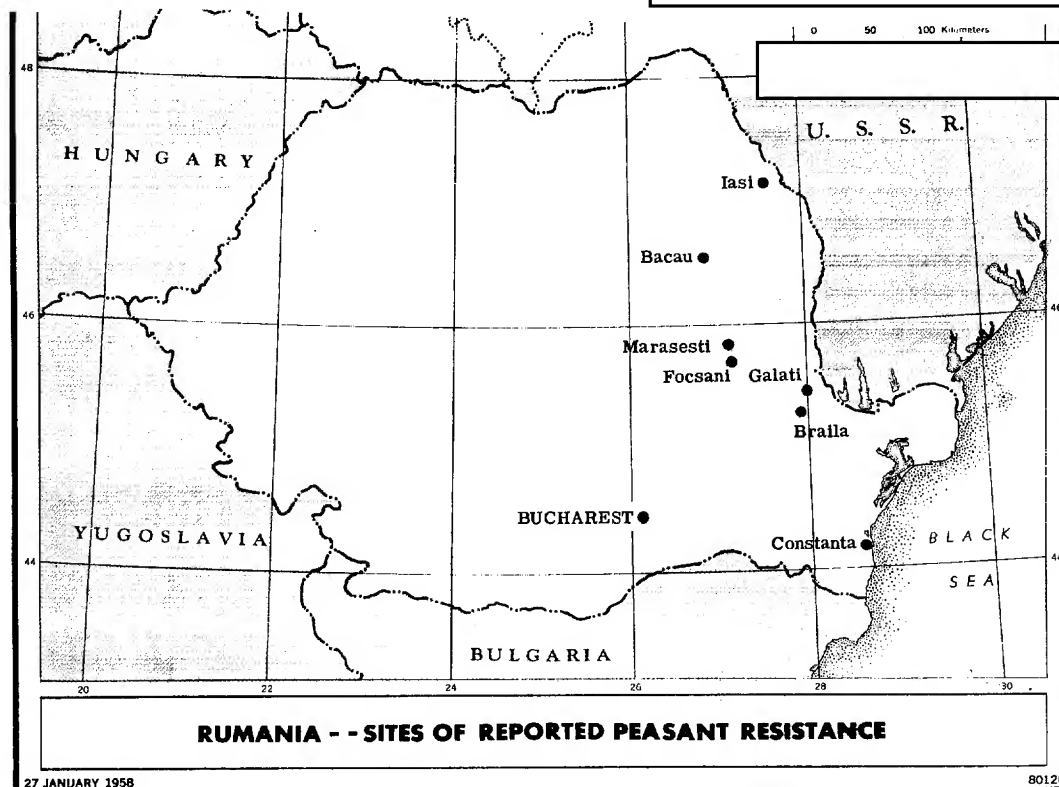 0 50 100 Kilometers
48
U. S. S. R.
HUNGARY
Iasi
Bacau
46 46
Marasesti
Focsani Galati
Braila
BUCHAREST
Constanta
YUGOSLAVIA
BLACK
SEA
44
BULGARIA
20 22 24 26 28 30
RUMANIA - - SITES OF REPORTED PEASANT RESISTANCE
27 JANUARY 1958